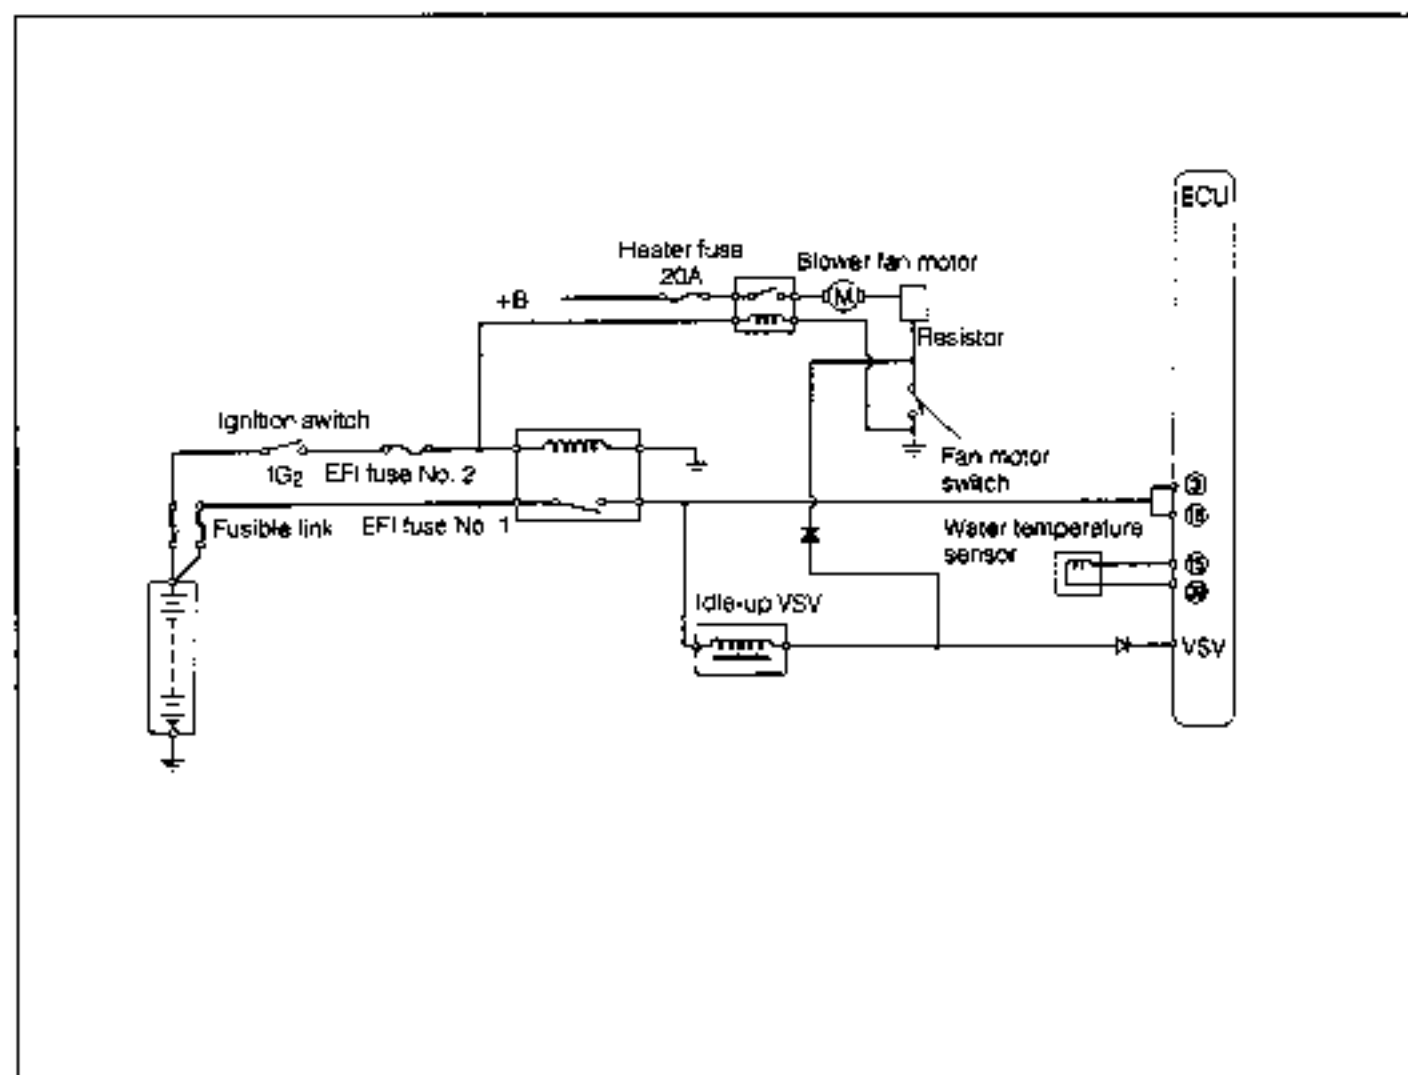 ECU
Heater fuse
20A
Blower fan motor
+B
M
Resistor
Ignition switch
IG2
EFI fuse No. 2
Fan motor
switch
Fusible link
EFI fuse No. 1
Water temperature
sensor
15
Idle-up VSV
VSV